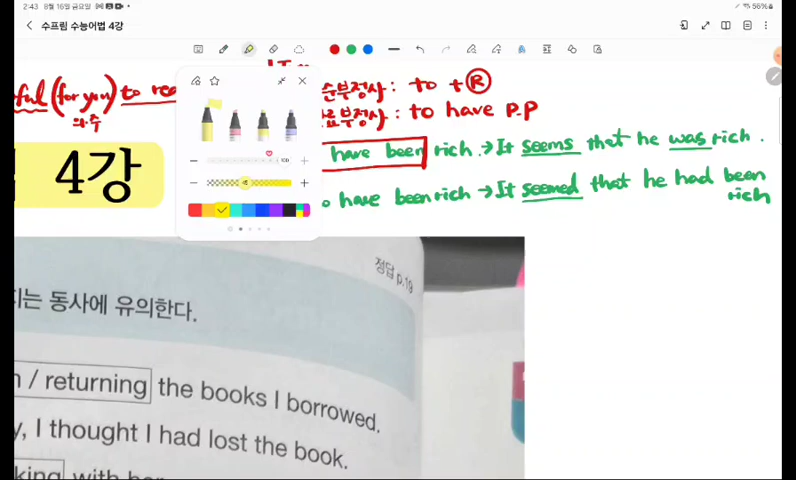 2:43 8월 16일 금요일
56%
수프림 수능어법 4강
(for you) to rea
의·주
순부정사 : to + R
료부정사 : to have p.p
have been rich. → It seems that he was rich.
o have been rich → It seemed that he had been rich
100
45
4강
정답 p.19
지는 동사에 유의한다.
/ returning the books I borrowed.
y, I thought I had lost the book.
king with her